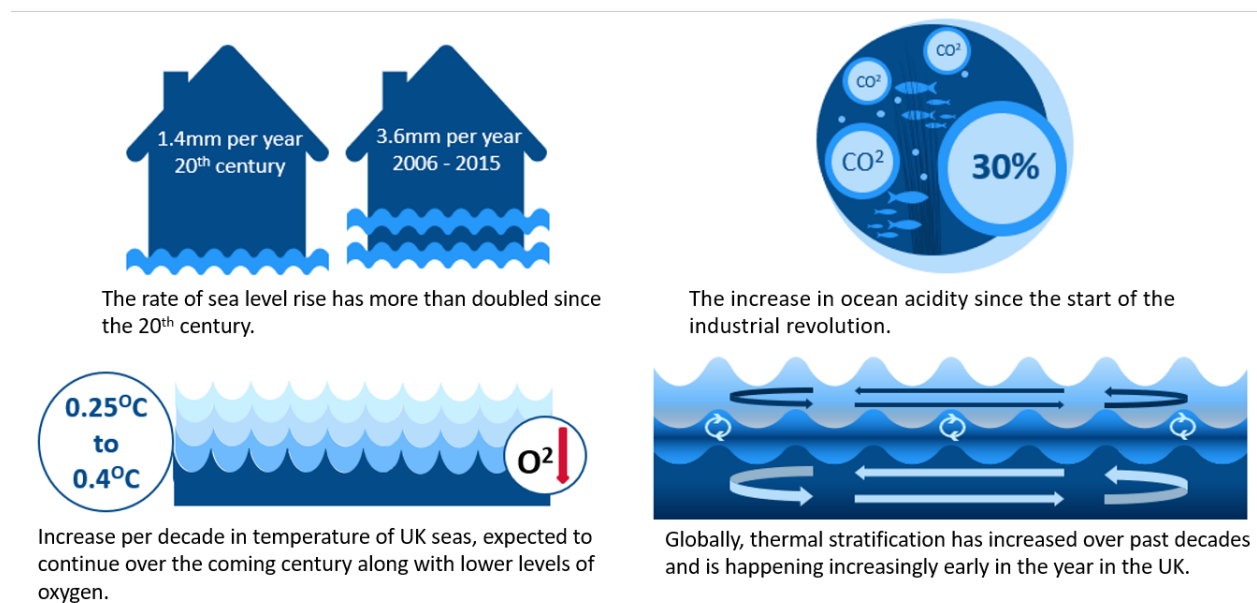 1.4mm per year
20th century
3.6mm per year
2006 - 2015
The rate of sea level rise has more than doubled since
the 20th century.
CO²
CO²
CO²
30%
The increase in ocean acidity since the start of the
industrial revolution.
0.25⁰C
to
0.4⁰C
O²
Increase per decade in temperature of UK seas, expected to
continue over the coming century along with lower levels of
oxygen.
Globally, thermal stratification has increased over past decades
and is happening increasingly early in the year in the UK.